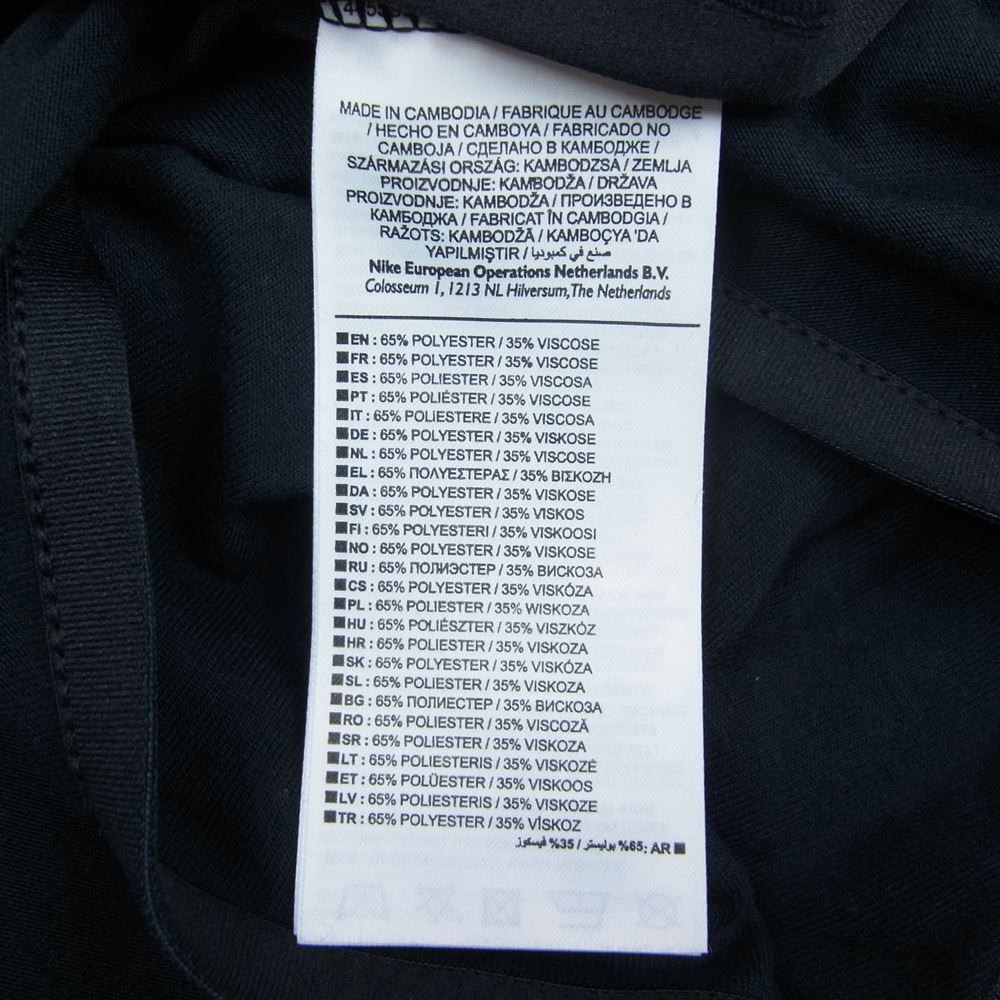 MADE IN CAMBODIA / FABRIQUE AU CAMBODGE
/ HECHO EN CAMBOYA / FABRICADO NO
CAMBOJA / СДЕЛАНО В КАМБОДЖЕ /
SZÁRMAZÁSI ORSZÁG: KAMBODZSA / ZEMLJA
PROIZVODNJE: KAMBODŽA / DRŽAVA
PROIZVODNJE: KAMBODŽA / ПРОИЗВЕДЕНО В
КАМБОДЖА / FABRICAT ÎN CAMBODGIA /
RAŽOTS: KAMBODŽĀ / KAMBOÇYA 'DA
YAPILMIŞTIR / صنع في كمبوديا
Nike European Operations Netherlands B.V.
Colosseum 1, 1213 NL Hilversum, The Netherlands
EN : 65% POLYESTER / 35% VISCOSE
FR : 65% POLYESTER / 35% VISCOSE
ES : 65% POLIESTER / 35% VISCOSA
PT : 65% POLIÉSTER / 35% VISCOSE
IT : 65% POLIESTERE / 35% VISCOSA
DE : 65% POLYESTER / 35% VISKOSE
NL : 65% POLYESTER / 35% VISCOSE
EL : 65% ΠΟΛΥΕΣΤΕΡΑΣ / 35% ΒΙΣΚΟΖΗ
DA : 65% POLYESTER / 35% VISKOSE
SV : 65% POLYESTER / 35% VISKOS
FI : 65% POLYESTERI / 35% VISKOOSI
NO : 65% POLYESTER / 35% VISKOSE
RU : 65% ПОЛИЭСТЕР / 35% ВИСКОЗА
CS : 65% POLYESTER / 35% VISKÓZA
PL : 65% POLIESTER / 35% WISKOZA
HU : 65% POLIÉSZTER / 35% VISZKÓZ
HR : 65% POLIESTER / 35% VISKOZA
SK : 65% POLYESTER / 35% VISKÓZA
SL : 65% POLIESTER / 35% VISKOZA
BG : 65% ПОЛИЕСТЕР / 35% ВИСКОЗА
RO : 65% POLIESTER / 35% VISCOZĂ
SR : 65% POLIESTER / 35% VISKOZA
LT : 65% POLIESTERIS / 35% VISKOZĖ
ET : 65% POLÜESTER / 35% VISKOOS
LV : 65% POLIESTERIS / 35% VISKOZE
TR : 65% POLYESTER / 35% VİSKOZ
AR :65% بوليستر / 35% فيسكوز